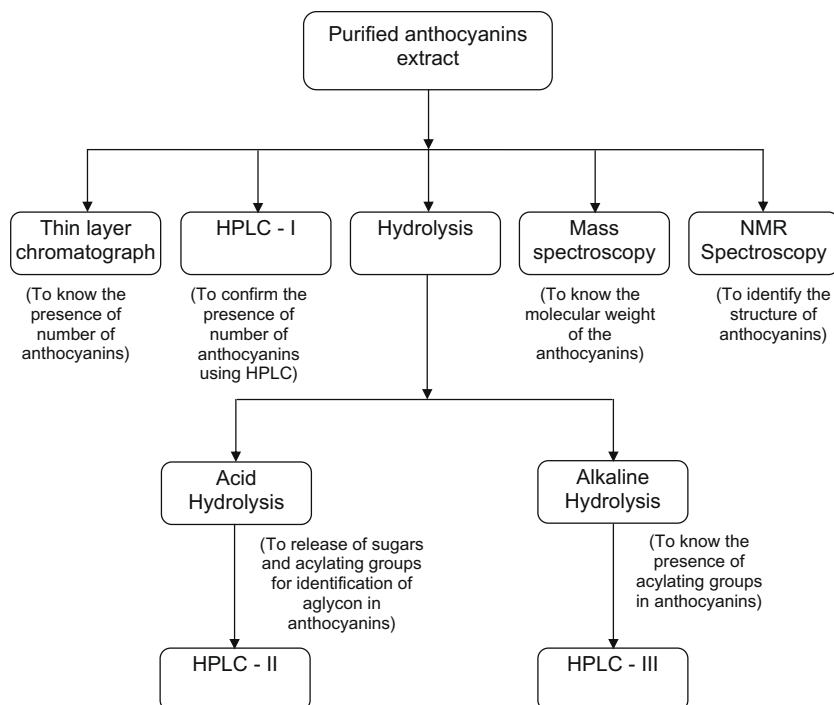 Purified anthocyanins
extract
Thin layer
chromatograph
(To know the
presence of
number of
anthocyanins)
HPLC - I
(To confirm the
presence of
number of
anthocyanins
using HPLC)
Hydrolysis
Mass
spectroscopy
(To know the
molecular weight
of the
anthocyanins)
NMR
Spectroscopy
(To identify the
structure of
anthocyanins)
Acid
Hydrolysis
(To release of sugars
and acylating groups
for identification of
aglycon in
anthocyanins)
HPLC - II
Alkaline
Hydrolysis
(To know the
presence of
acylating groups
in anthocyanins)
HPLC - III